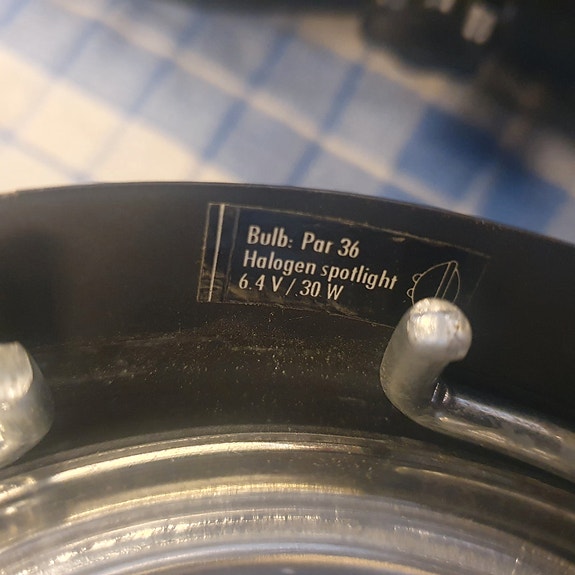 Bulb: Par 36
Halogen spotlight
6.4 V / 30 W